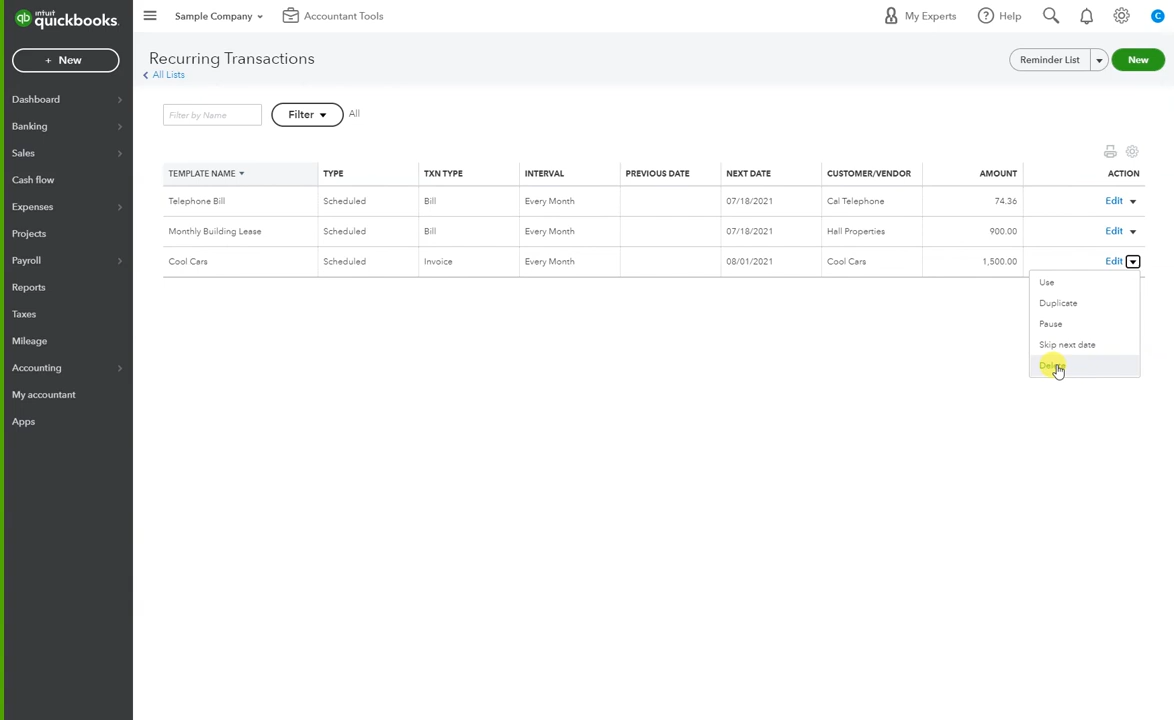 intuit
quickbooks.
Sample Company
Accountant Tools
My Experts
Help
C
+ New
Recurring Transactions
All Lists
Reminder List
New
Dashboard
Banking
Sales
Cash flow
Expenses
Projects
Payroll
Reports
Taxes
Mileage
Accounting
My accountant
Apps
Filter by Name
Filter
All
TEMPLATE NAME TYPE TXN TYPE INTERVAL PREVIOUS DATE NEXT DATE CUSTOMER/VENDOR AMOUNT ACTION
Telephone Bill Scheduled Bill Every Month 07/18/2021 Cal Telephone 74.36 Edit
Monthly Building Lease Scheduled Bill Every Month 07/18/2021 Hall Properties 900.00 Edit
Cool Cars Scheduled Invoice Every Month 08/01/2021 Cool Cars 1,500.00 Edit
Use
Duplicate
Pause
Skip next date
Delete